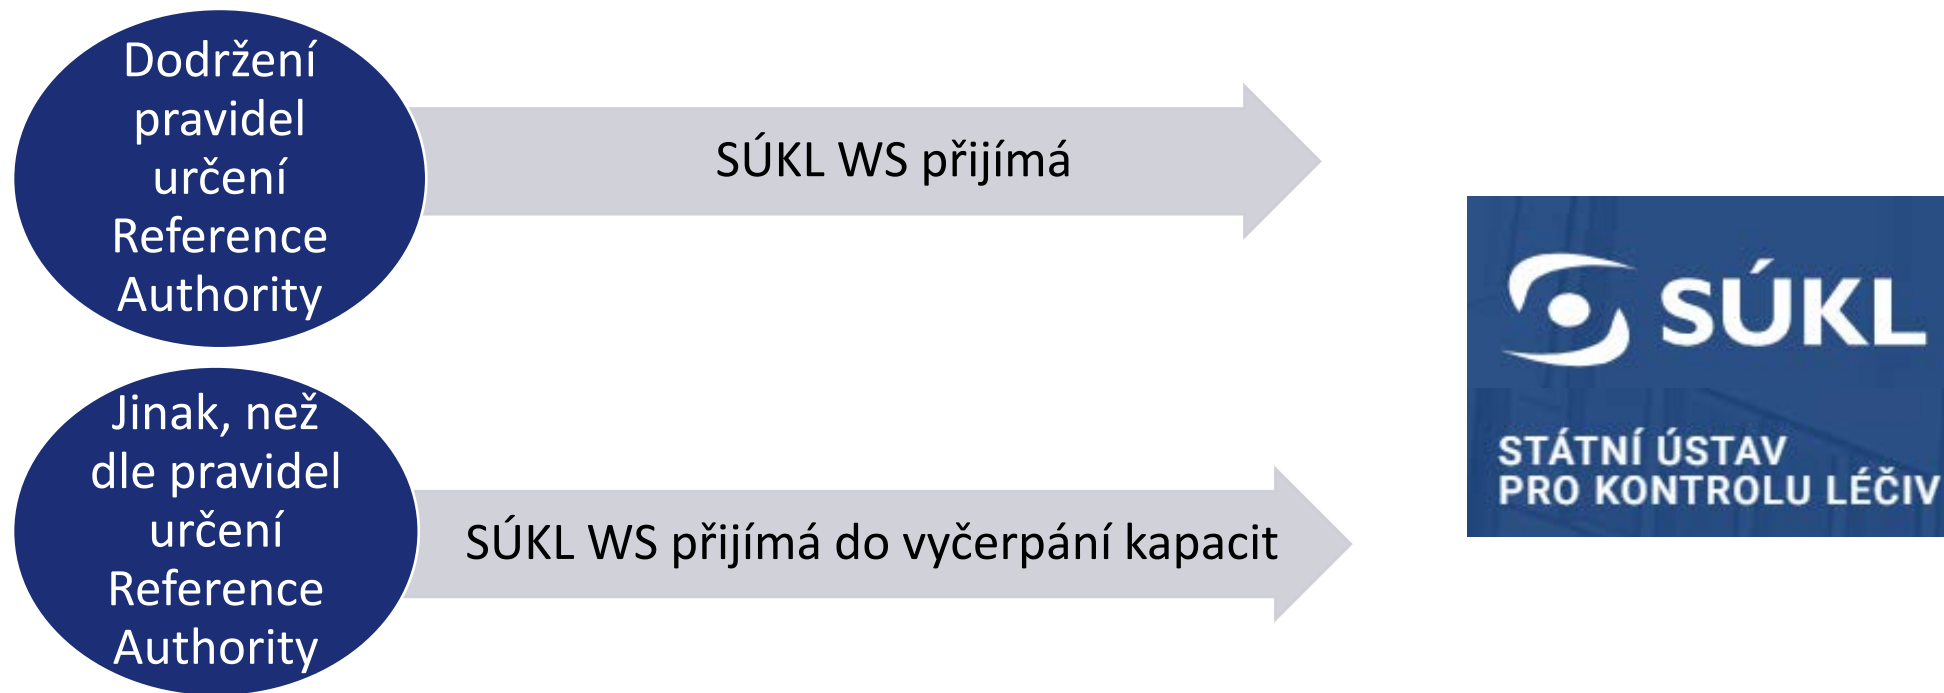 Dodržení
pravidel
určení
Reference
Authority
SÚKL WS přijímá
Jinak, než
dle pravidel
určení
Reference
Authority
SÚKL WS přijímá do vyčerpání kapacit
SÚKL
STÁTNÍ ÚSTAV
PRO KONTROLU LÉČIV